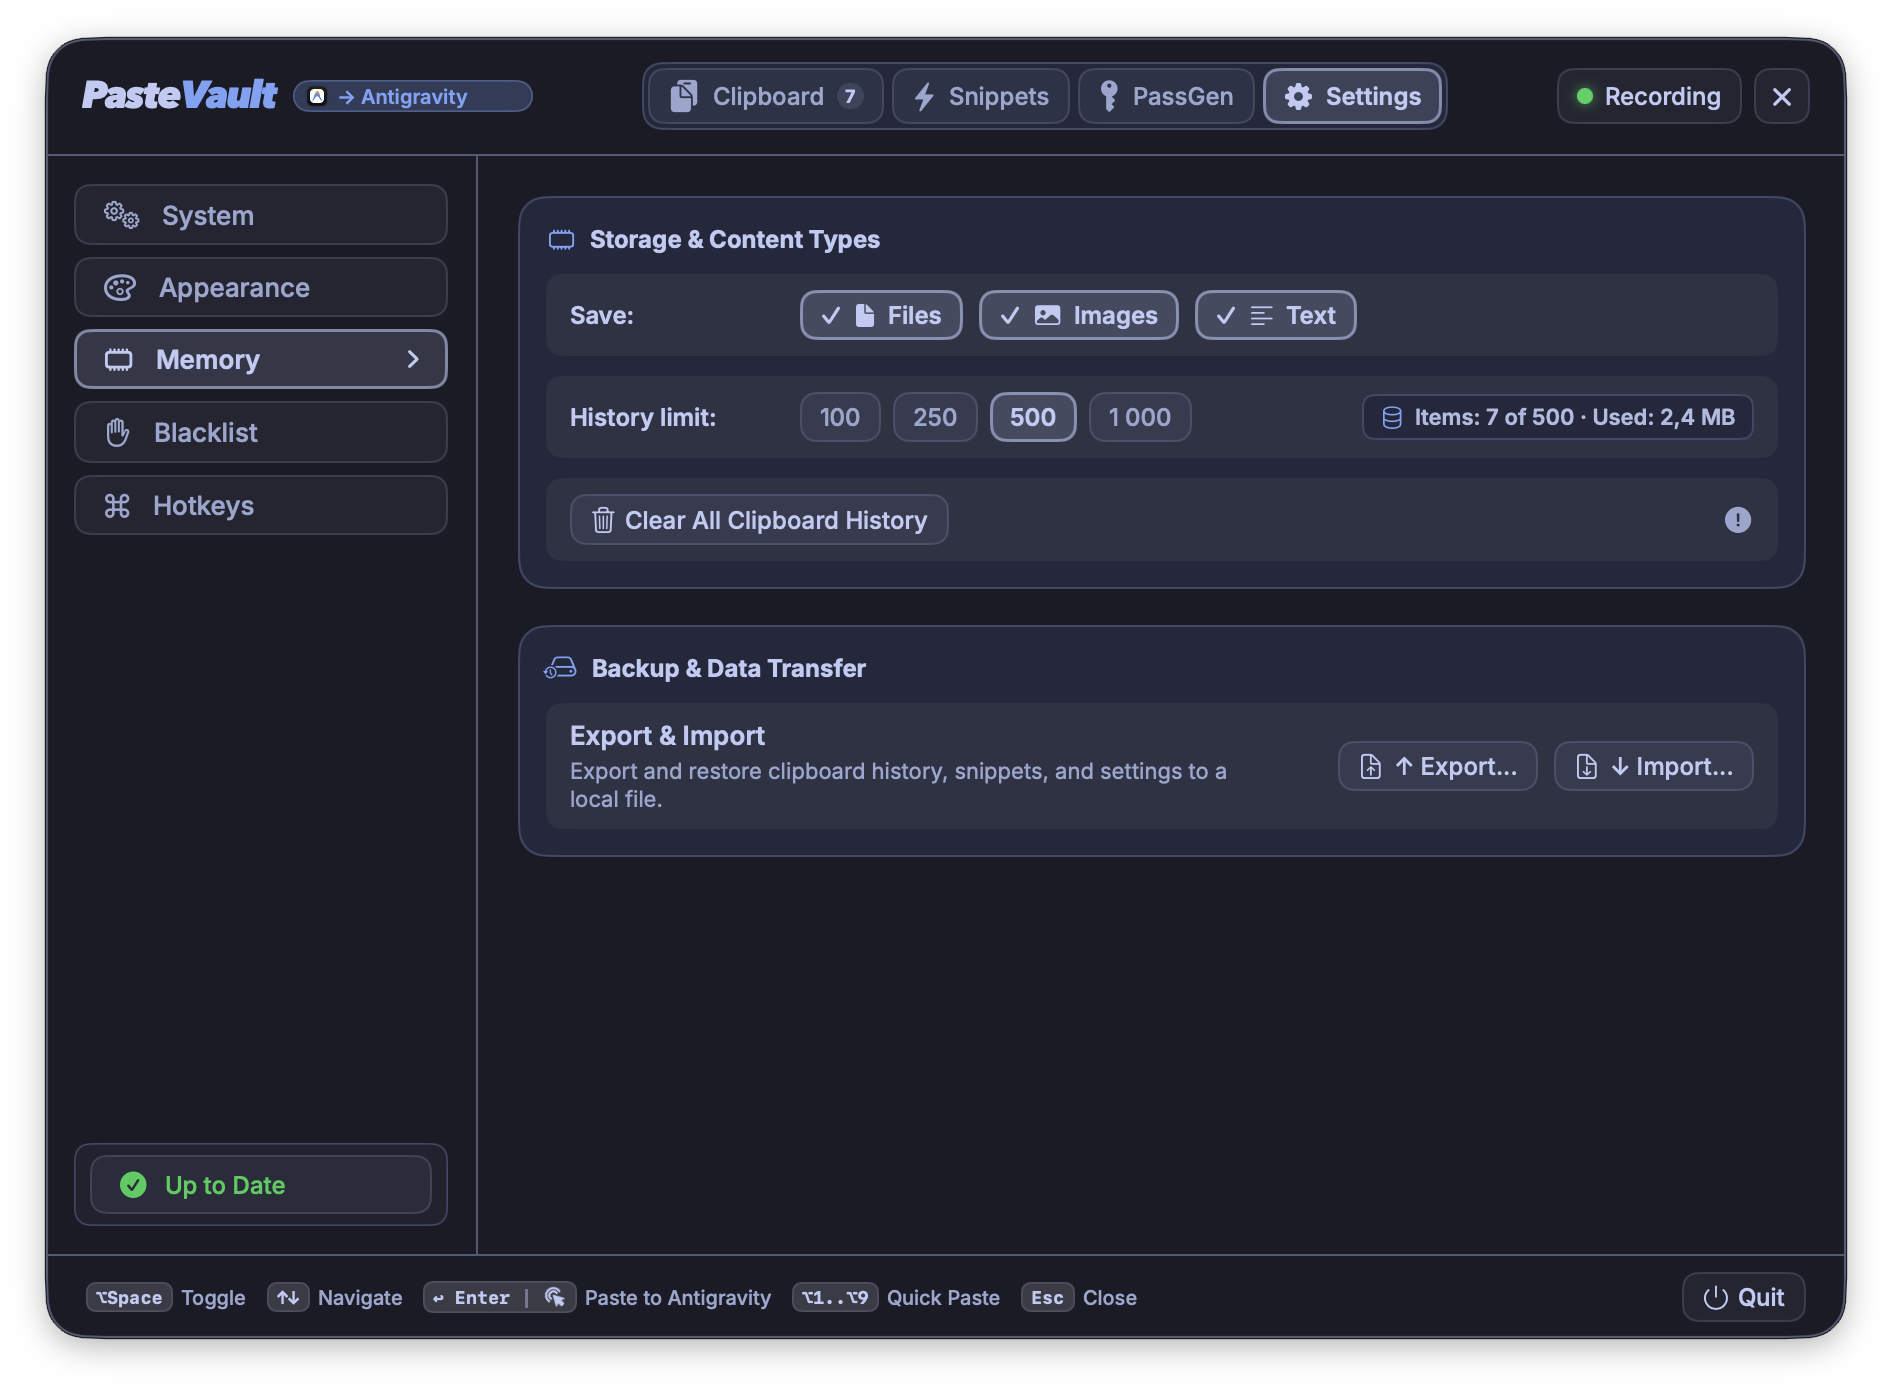 PasteVault → Antigravity Clipboard 7 Snippets PassGen Settings Recording
System
Appearance
Memory
Blacklist
Hotkeys
Up to Date
Storage & Content Types
Save: Files Images Text
History limit: 100 250 500 1 000 Items: 7 of 500 · Used: 2,4 MB
Clear All Clipboard History
Backup & Data Transfer
Export & Import
Export and restore clipboard history, snippets, and settings to a
local file.
↑ Export... ↓ Import...
⌥Space Toggle ↑↓ Navigate ↩ Enter | Paste to Antigravity ⌥1..⌥9 Quick Paste Esc Close Quit